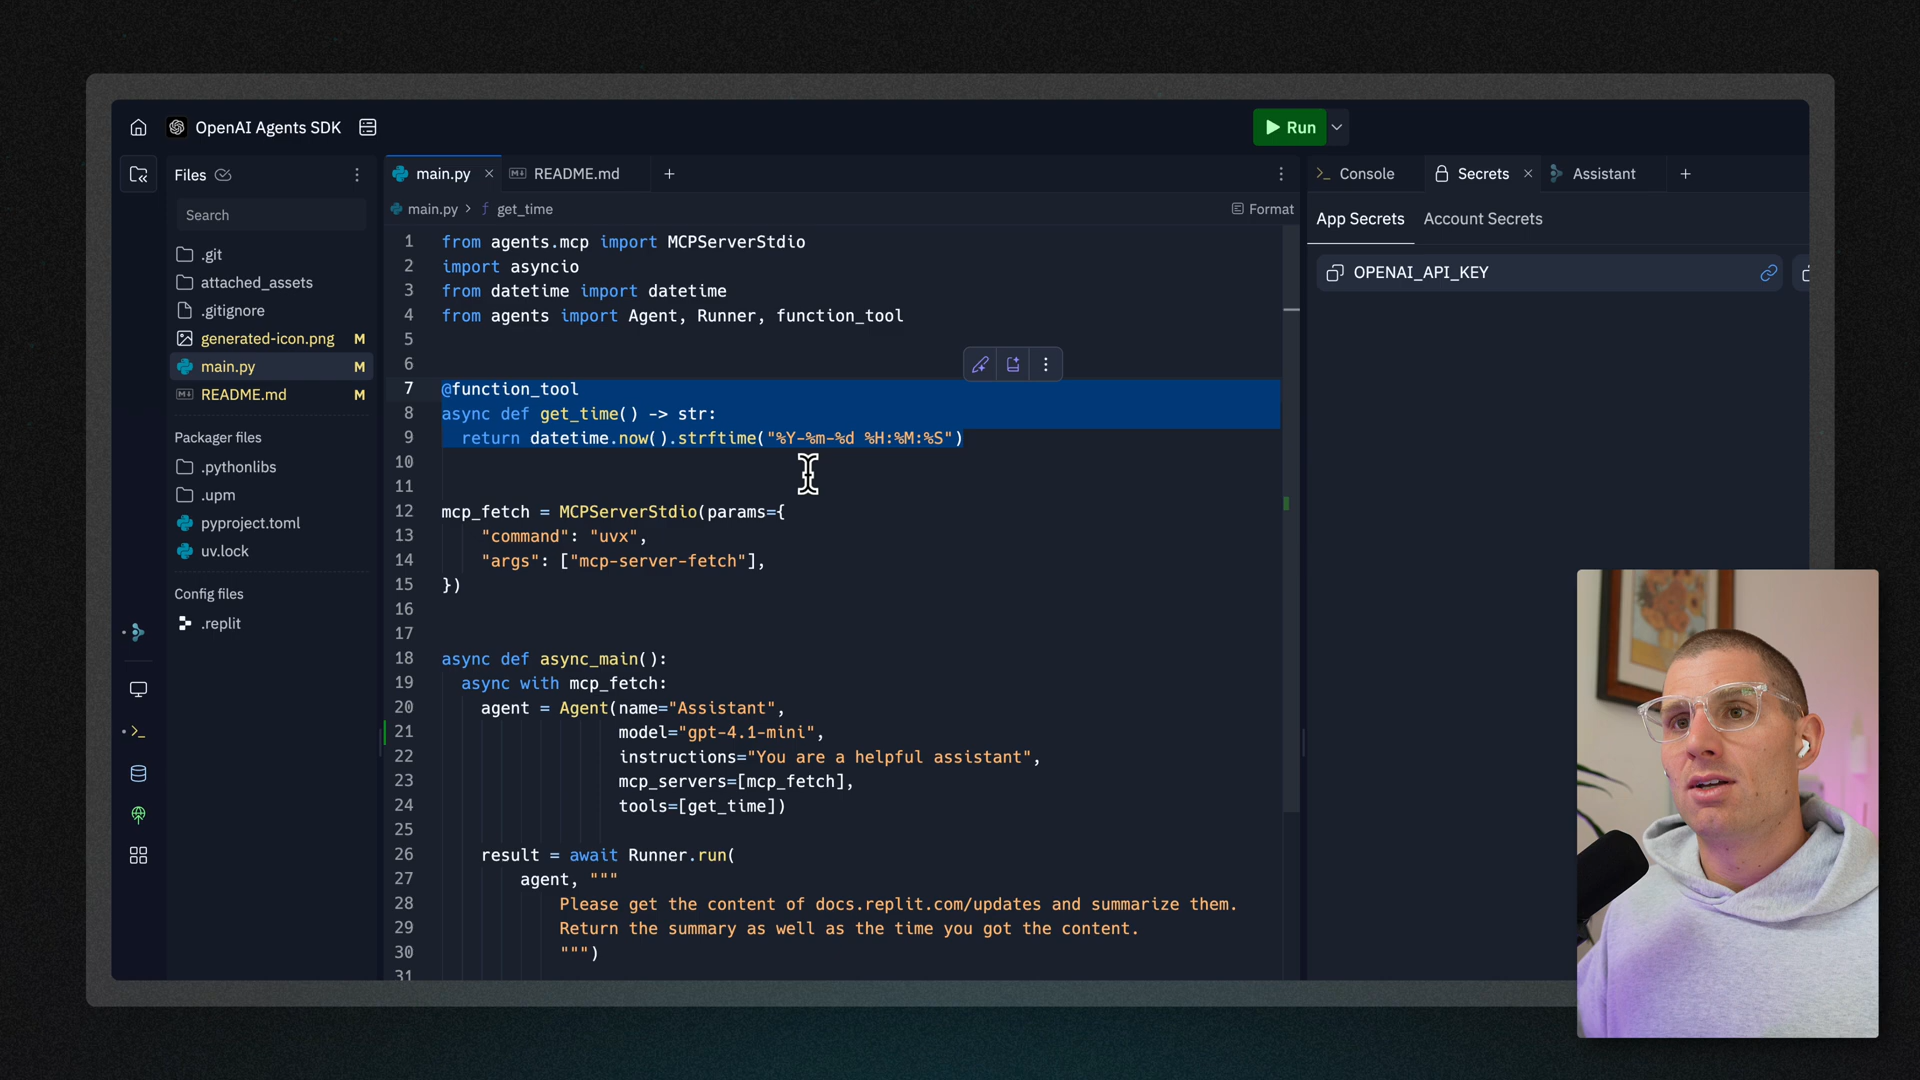 OpenAI Agents SDK
Run
Files
main.py
README.md
Console
Secrets
Assistant
Search
main.py > get_time
Format
App Secrets
Account Secrets
OPENAI_API_KEY
.git
attached_assets
.gitignore
generated-icon.png M
main.py M
README.md M
Packager files
.pythonlibs
.upm
pyproject.toml
uv.lock
Config files
.replit
1 from agents.mcp import MCPServerStdio
2 import asyncio
3 from datetime import datetime
4 from agents import Agent, Runner, function_tool
5
6
7 @function_tool
8 async def get_time() -> str:
9 return datetime.now().strftime("%Y-%m-%d %H:%M:%S")
10
11
12 mcp_fetch = MCPServerStdio(params={
13 "command": "uvx",
14 "args": ["mcp-server-fetch"],
15 })
16
17
18 async def async_main():
19 async with mcp_fetch:
20 agent = Agent(name="Assistant",
21 model="gpt-4.1-mini",
22 instructions="You are a helpful assistant",
23 mcp_servers=[mcp_fetch],
24 tools=[get_time])
25
26 result = await Runner.run(
27 agent, """
28 Please get the content of docs.replit.com/updates and summarize them.
29 Return the summary as well as the time you got the content.
30 """)
31